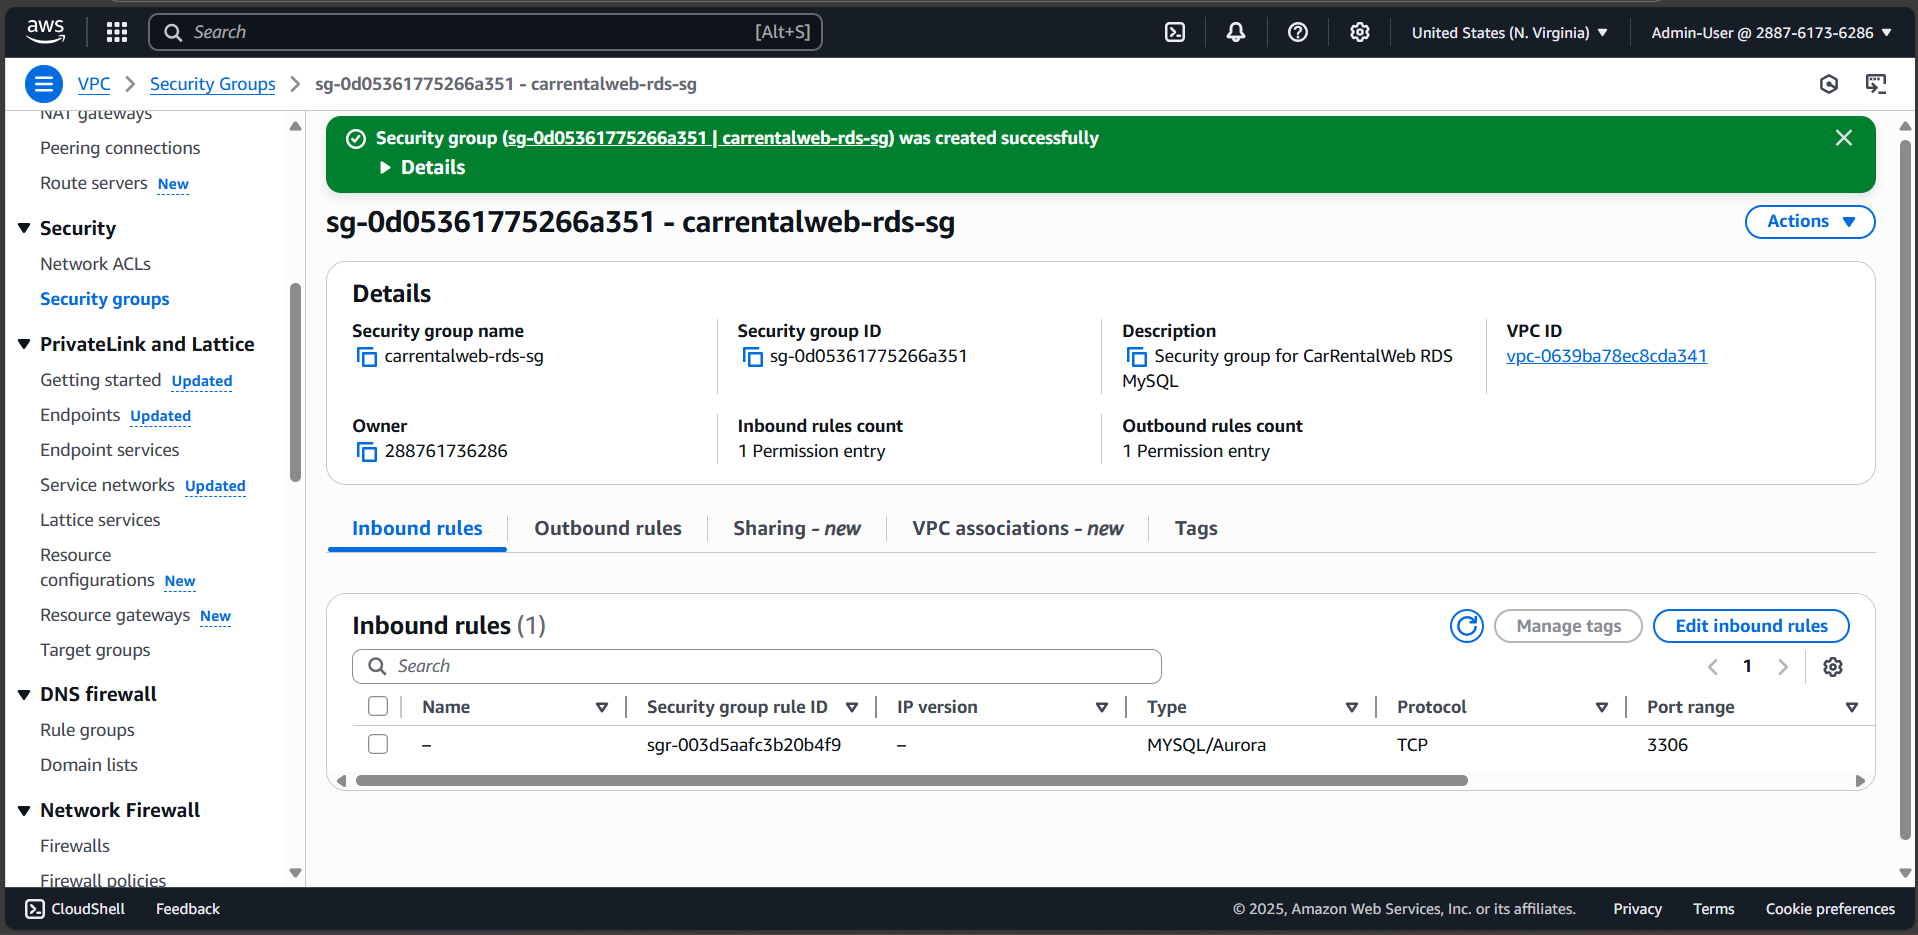 aws
Search [Alt+S]
United States (N. Virginia) Admin-User @ 2887-6173-6286
VPC Security Groups sg-0d05361775266a351 - carrentalweb-rds-sg
NAT gateways
Peering connections
Route servers New
Security
Network ACLs
Security groups
PrivateLink and Lattice
Getting started Updated
Endpoints Updated
Endpoint services
Service networks Updated
Lattice services
Resource
configurations New
Resource gateways New
Target groups
DNS firewall
Rule groups
Domain lists
Network Firewall
Firewalls
Firewall policies
Security group (sg-0d05361775266a351 | carrentalweb-rds-sg) was created successfully
Details
sg-0d05361775266a351 - carrentalweb-rds-sg
Actions
Details
Security group name
carrentalweb-rds-sg
Security group ID
sg-0d05361775266a351
Description
Security group for CarRentalWeb RDS
MySQL
VPC ID
vpc-0639ba78ec8cda341
Owner
288761736286
Inbound rules count
1 Permission entry
Outbound rules count
1 Permission entry
Inbound rules Outbound rules Sharing - new VPC associations - new Tags
Inbound rules (1)
Manage tags Edit inbound rules
Search
1
Name Security group rule ID IP version Type Protocol Port range
– sgr-003d5aafc3b20b4f9 – MYSQL/Aurora TCP 3306
CloudShell Feedback © 2025, Amazon Web Services, Inc. or its affiliates. Privacy Terms Cookie preferences